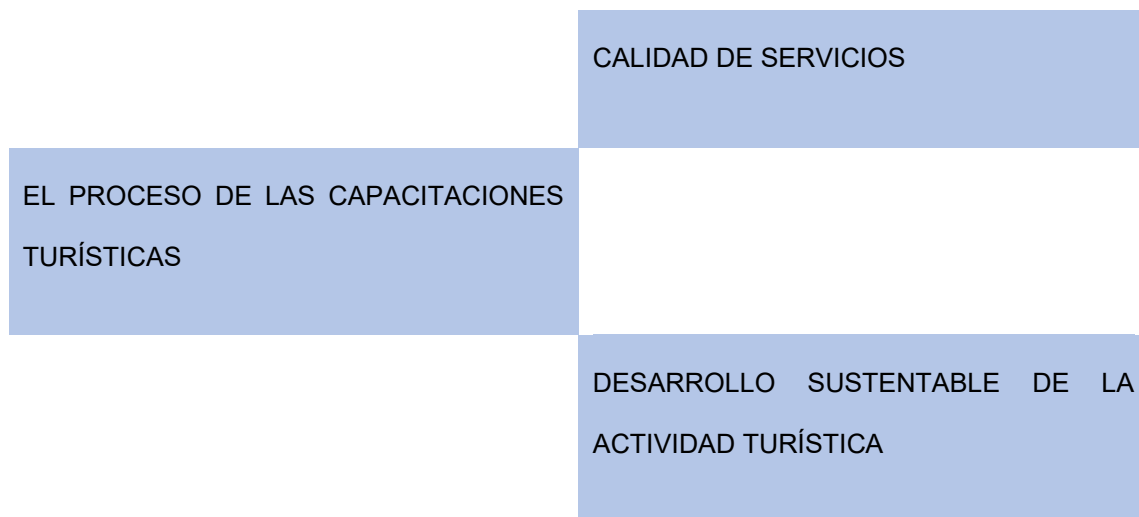 CALIDAD DE SERVICIOS
EL PROCESO DE LAS CAPACITACIONES
TURÍSTICAS
DESARROLLO SUSTENTABLE DE LA
ACTIVIDAD TURÍSTICA